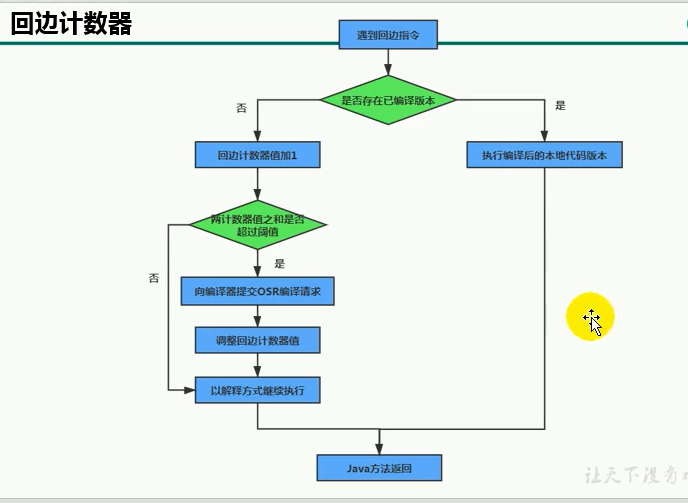 回边计数器
遇到回边指令
是否存在已编译版本
否
是
回边计数器值加1
执行编译后的本地代码版本
两计数器值之和是否
超过阈值
是
否
向编译器提交OSR编译请求
调整回边计数器值
以解释方式继续执行
Java方法返回
让天下没有